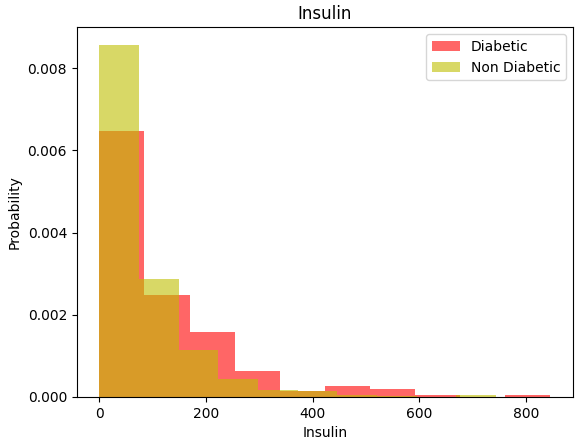 Insulin
Diabetic
Non Diabetic
Probability
0.008
0.006
0.004
0.002
0.000
0
200
400
600
800
Insulin